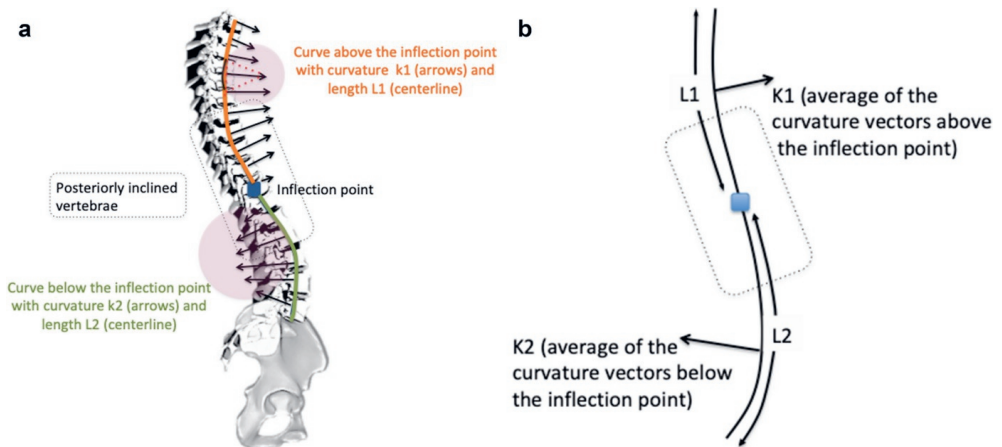 a
Curve above the inflection point
with curvature k1 (arrows) and
length L1 (centerline)
Posteriorly inclined
vertebrae
Inflection point
Curve below the inflection point
with curvature k2 (arrows) and
length L2 (centerline)
b
L1
K1 (average of the
curvature vectors above
the inflection point)
L2
K2 (average of the
curvature vectors below
the inflection point)